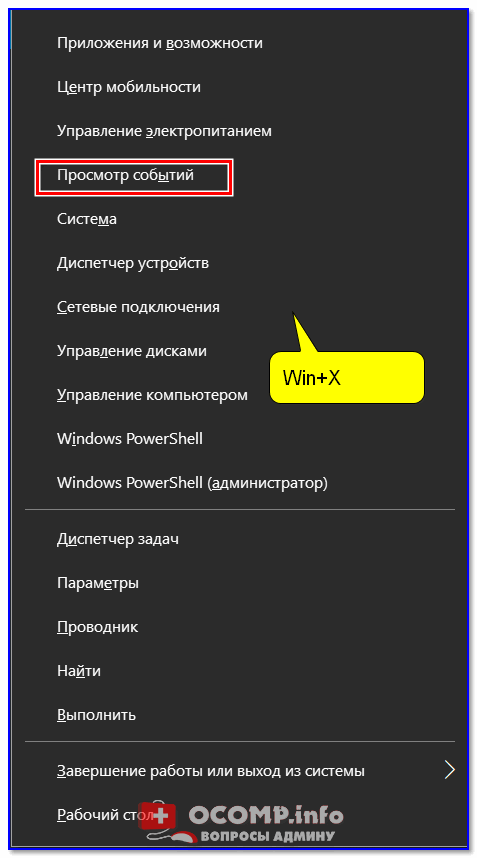 Приложения и возможности
Центр мобильности
Управление электропитанием
Просмотр событий
Система
Диспетчер устройств
Сетевые подключения
Управление дисками
Win+X
Управление компьютером
Windows PowerShell
Windows PowerShell (администратор)
Диспетчер задач
Параметры
Проводник
Найти
Выполнить
Завершение работы или выход из системы
Рабочий стол
OCOMP.info
ВОПРОСЫ АДМИНУ